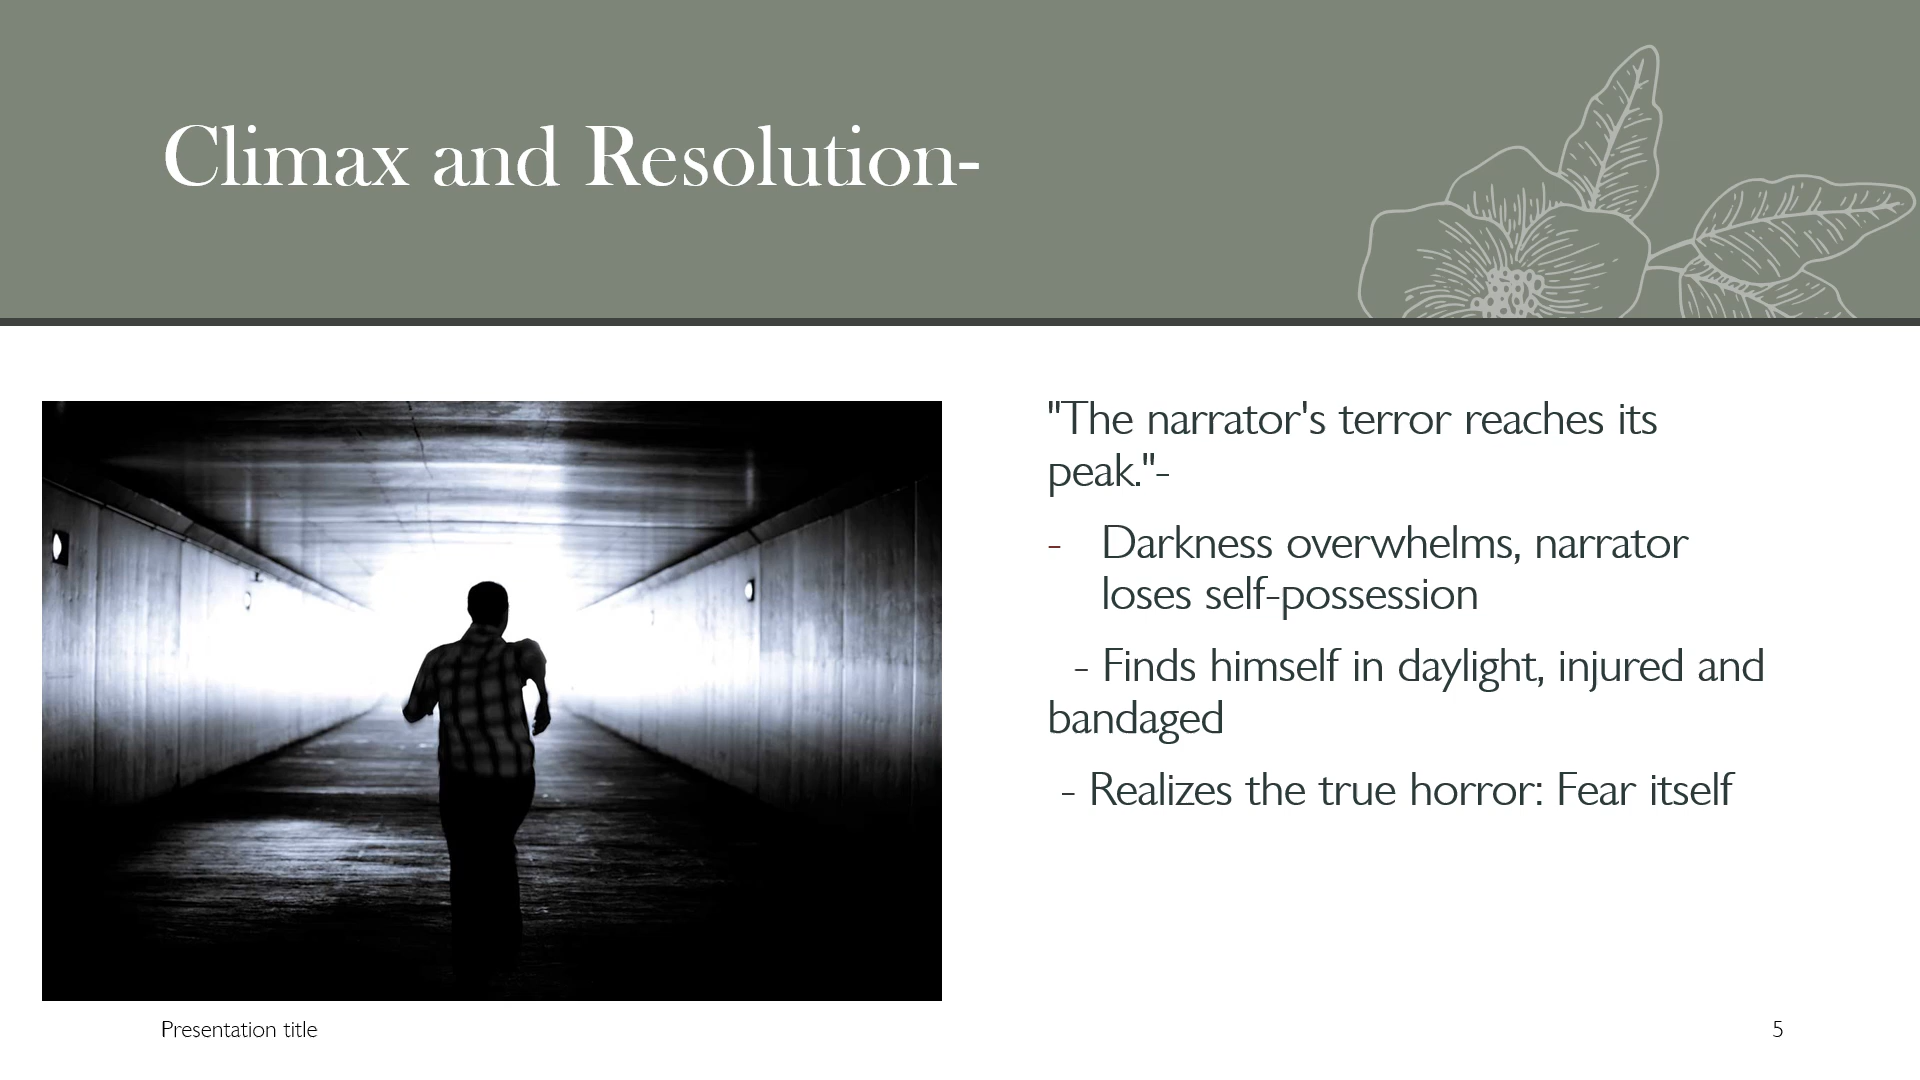 Climax and Resolution-
"The narrator's terror reaches its
peak."-
- Darkness overwhelms, narrator
loses self-possession
- Finds himself in daylight, injured and
bandaged
- Realizes the true horror: Fear itself
Presentation title
5